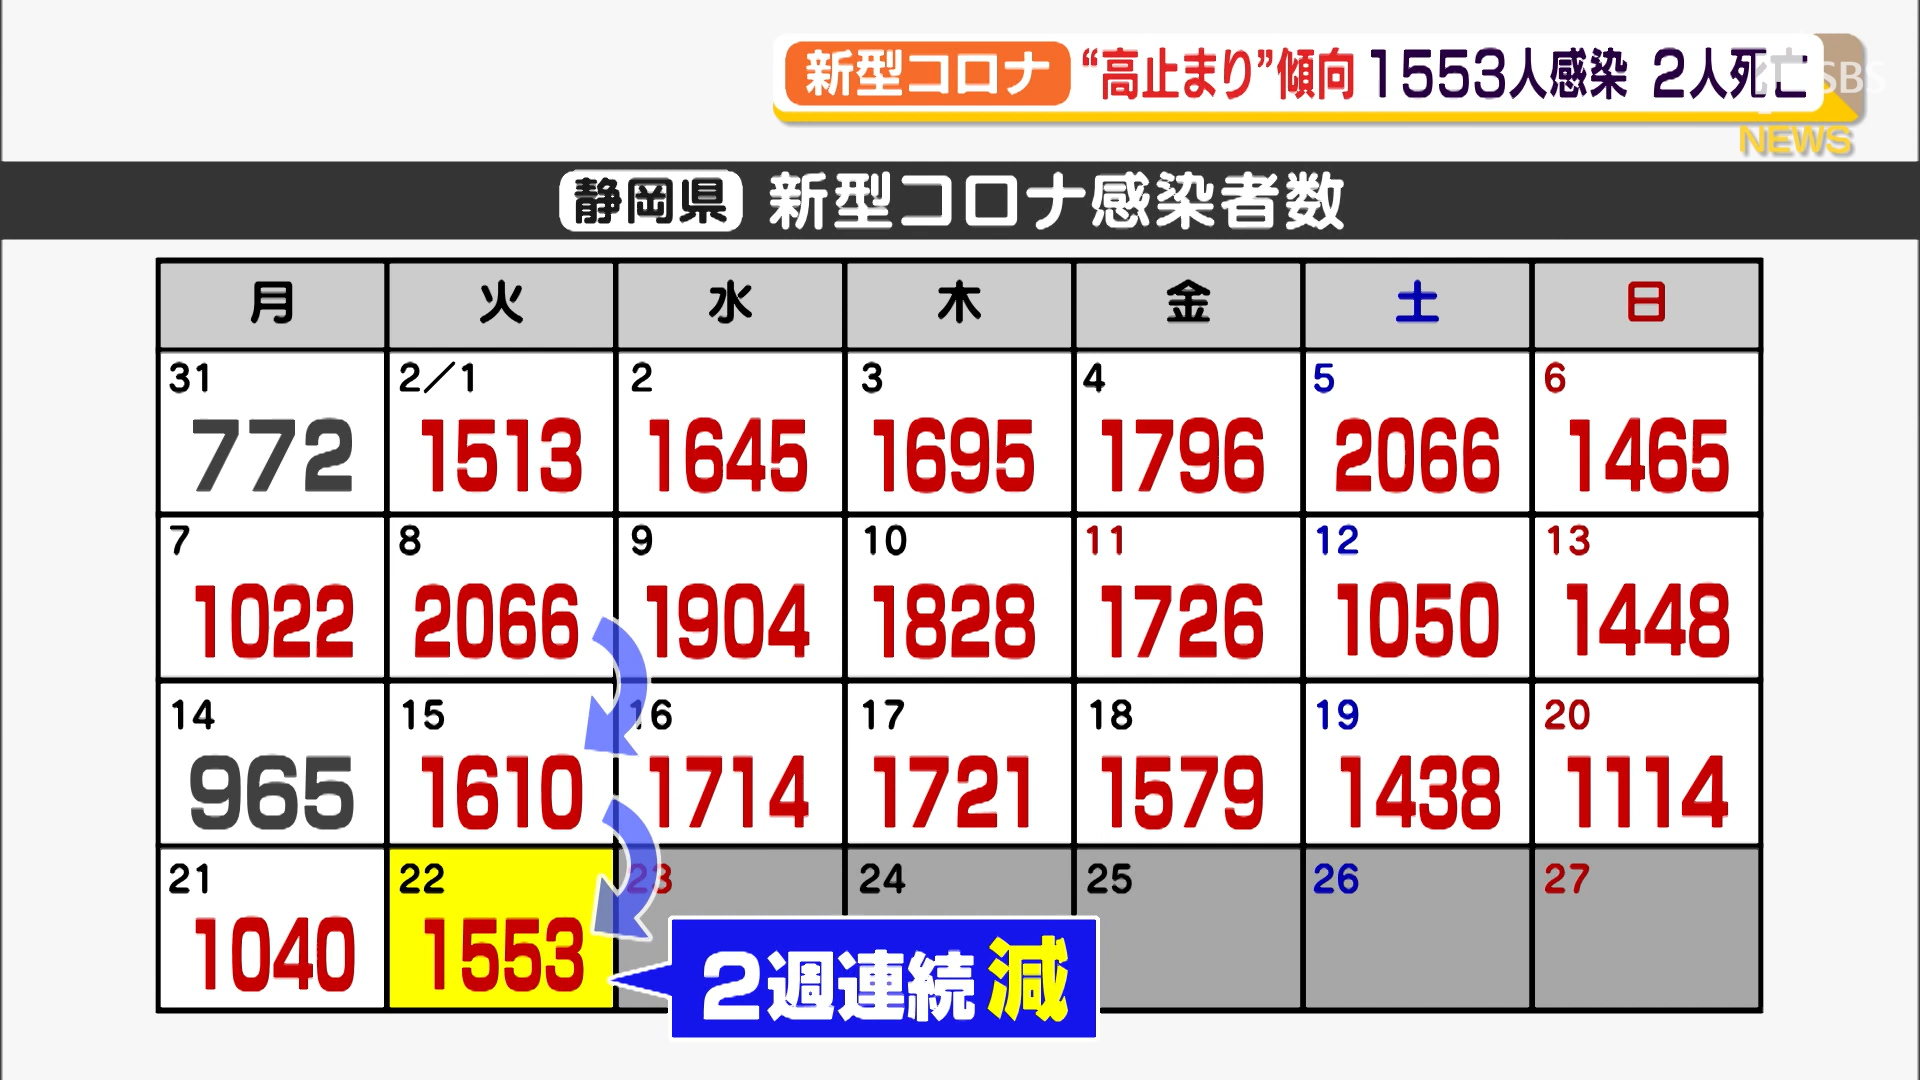 新型コロナ “高止まり”傾向 1553人感染 2人死亡
SBS
NEWS
静岡県 新型コロナ感染者数
月 火 水 木 金 土 日
31 2/1 2 3 4 5 6
772 1513 1645 1695 1796 2066 1465
7 8 9 10 11 12 13
1022 2066 1904 1828 1726 1050 1448
14 15 16 17 18 19 20
965 1610 1714 1721 1579 1438 1114
21 22 23 24 25 26 27
1040 1553
2週連続減